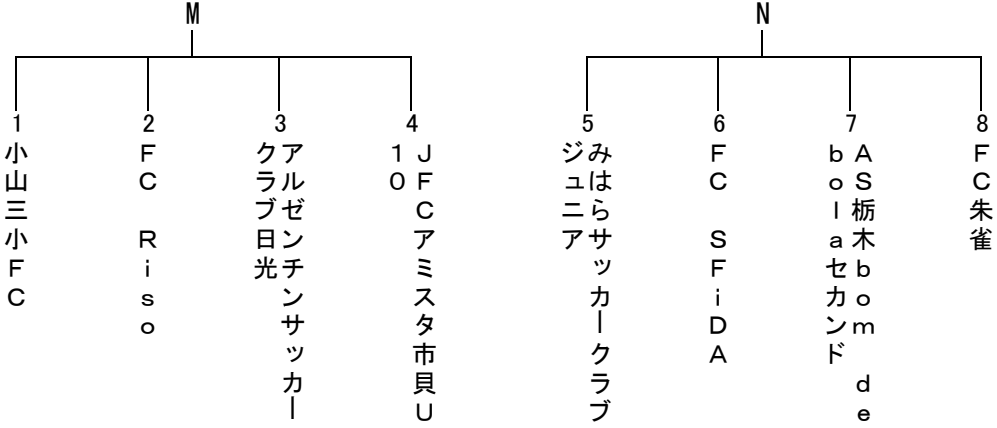 M
N
1
2
3
4
5
6
7
8
小山三小FC
FC Riso
アルゼンチンサッカー
クラブ日光
JFCアミスタ市貝U
10
みはらサッカークラブ
ジュニア
FC SFiDA
AS栃木bom de
bolaセカンド
FC朱雀